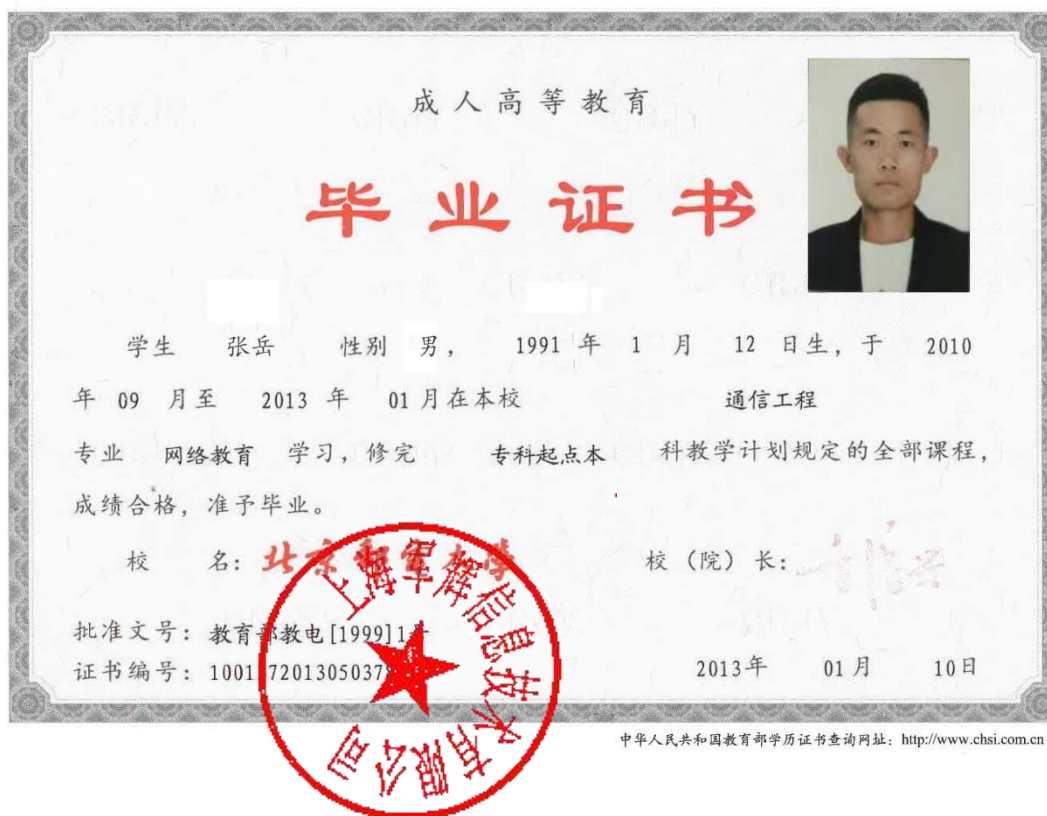 成人高等教育
毕业证书
学生 张岳 性别 男， 1991 年 1 月 12 日生，于 2010
年 09 月至 2013 年 01 月在本校 通信工程
专业 网络教育 学习，修完 专科起点本 科教学计划规定的全部课程，
成绩合格，准予毕业。
校 名：北京邮电大学 校（院）长：
批准文号：教育部教电[1999]1号
证书编号：
2013年 01月 10日
上海军辉信息技术有限公司
中华人民共和国教育部学历证书查询网址：http://www.chsi.com.cn